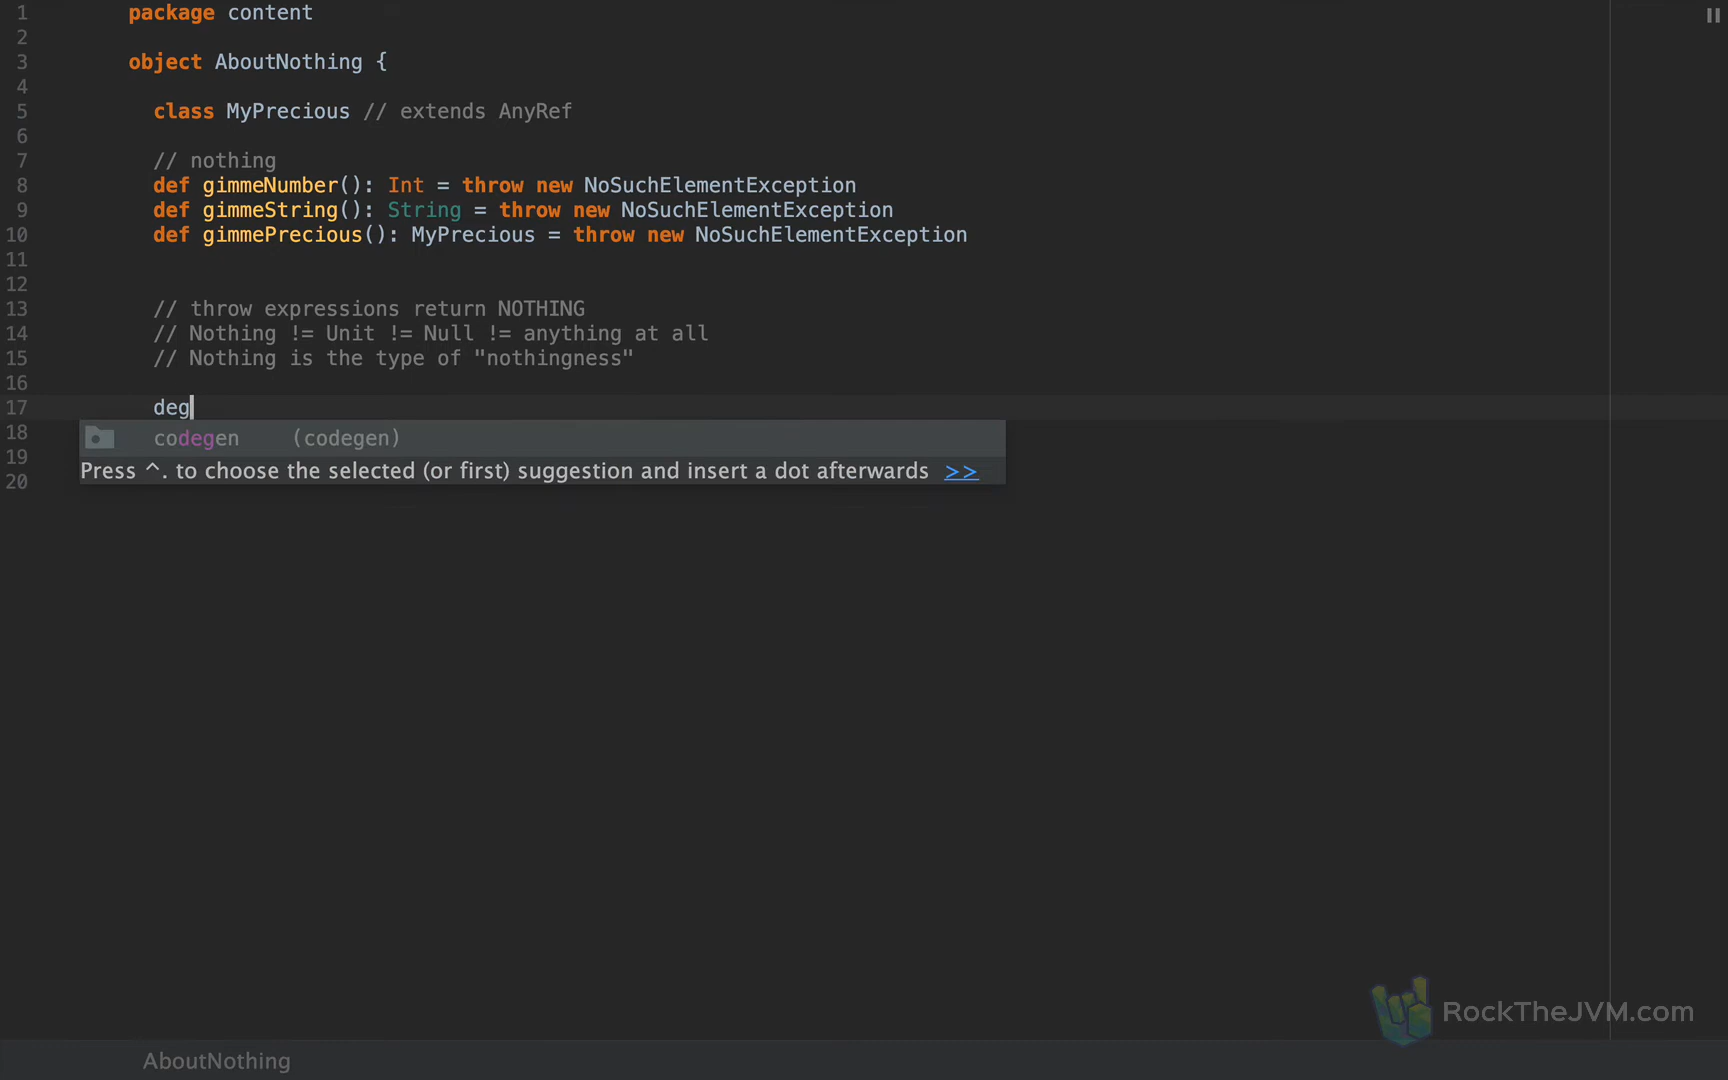 1 package content
2
3 object AboutNothing {
4
5 class MyPrecious // extends AnyRef
6
7 // nothing
8 def gimmeNumber(): Int = throw new NoSuchElementException
9 def gimmeString(): String = throw new NoSuchElementException
10 def gimmePrecious(): MyPrecious = throw new NoSuchElementException
11
12
13 // throw expressions return NOTHING
14 // Nothing != Unit != Null != anything at all
15 // Nothing is the type of "nothingness"
16
17 deg
18 codegen (codegen)
19 Press ^. to choose the selected (or first) suggestion and insert a dot afterwards >>
20
RockTheJVM.com
AboutNothing